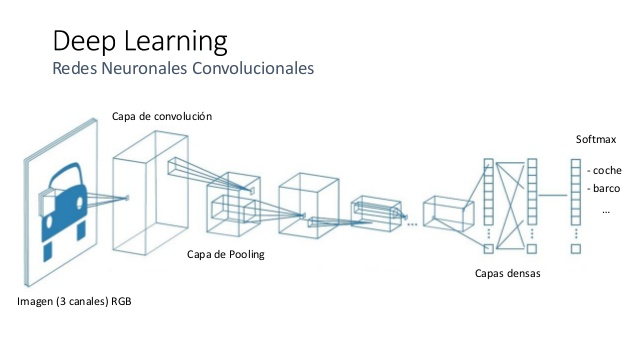 Deep Learning
Redes Neuronales Convolucionales
Capa de convolución
Softmax
- coche
- barco
...
...
Capa de Pooling
Capas densas
Imagen (3 canales) RGB